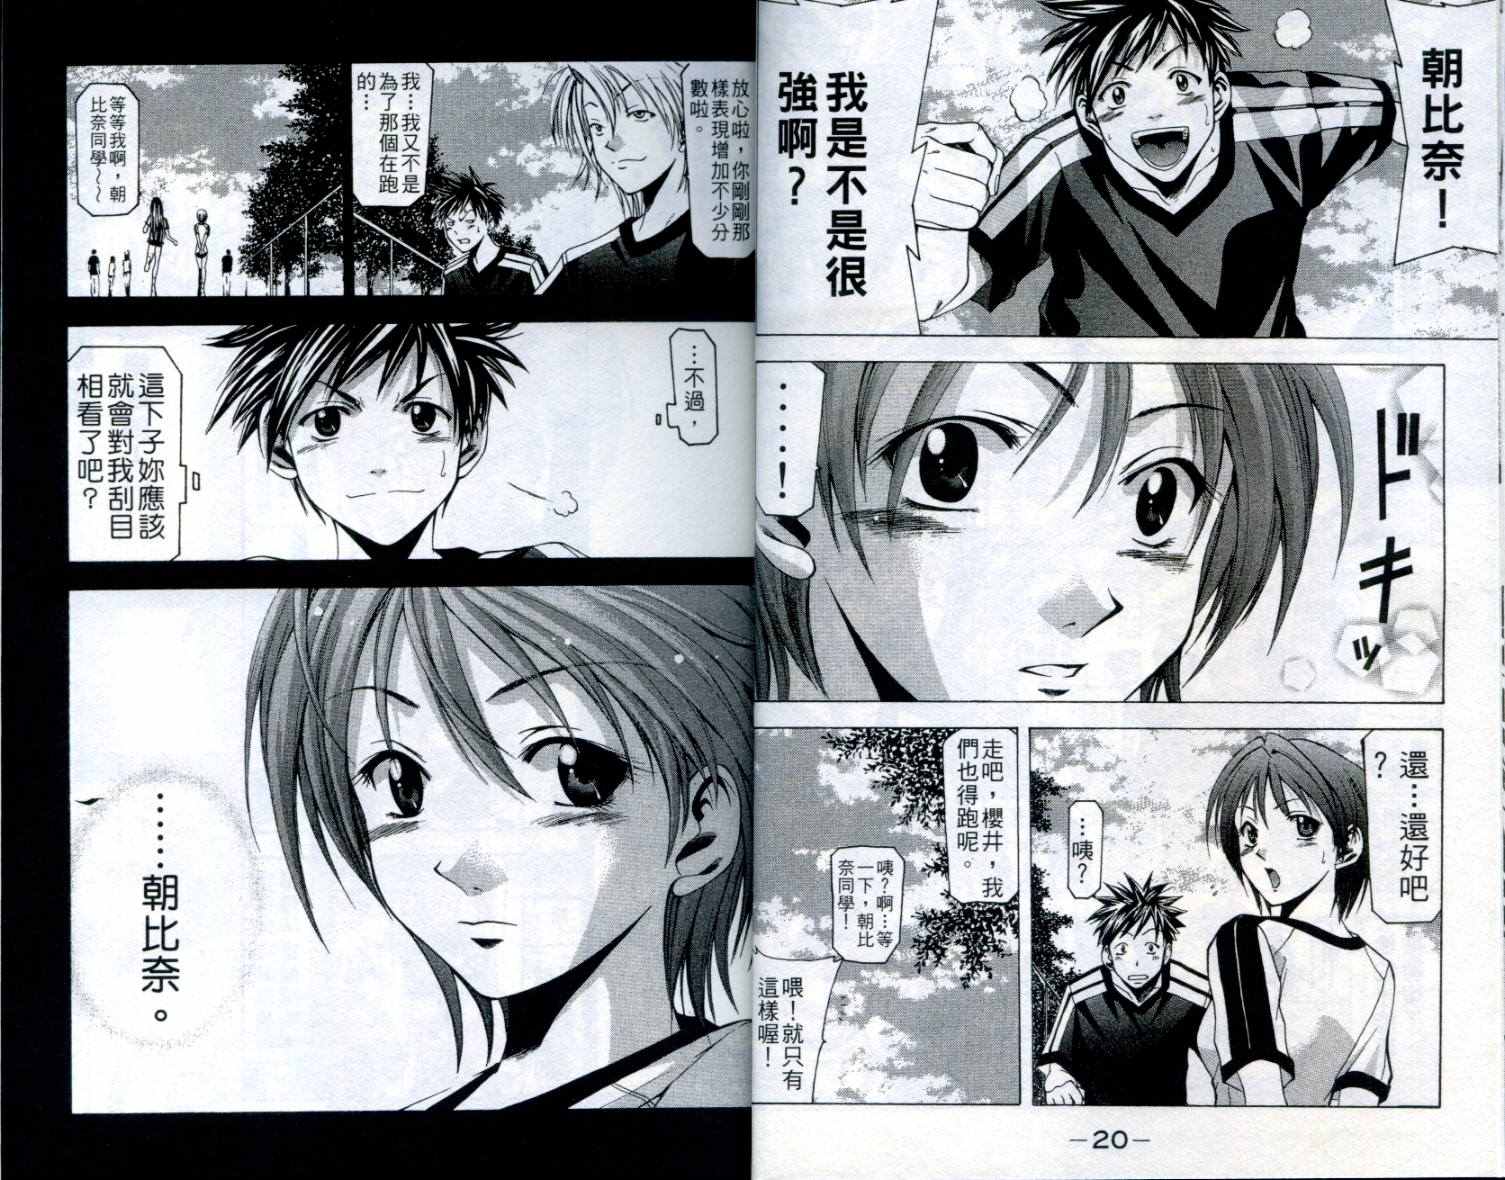 朝比奈！
我是不是很
強啊？
……！
ドキッ
還…還好吧
？
…咦？
走吧，櫻井，我
們也得跑呢。
咦？啊…等
一下，朝比
奈同學！
喂！就只有
這樣喔！
－20－
放心啦，你剛剛那
樣表現增加不少分
數啦。
我…我又不是
為了那個在跑
的…
等等我啊，朝
比奈同學～～
…不過，
這下子妳應該
就會對我刮目
相看了吧？
……朝比奈。